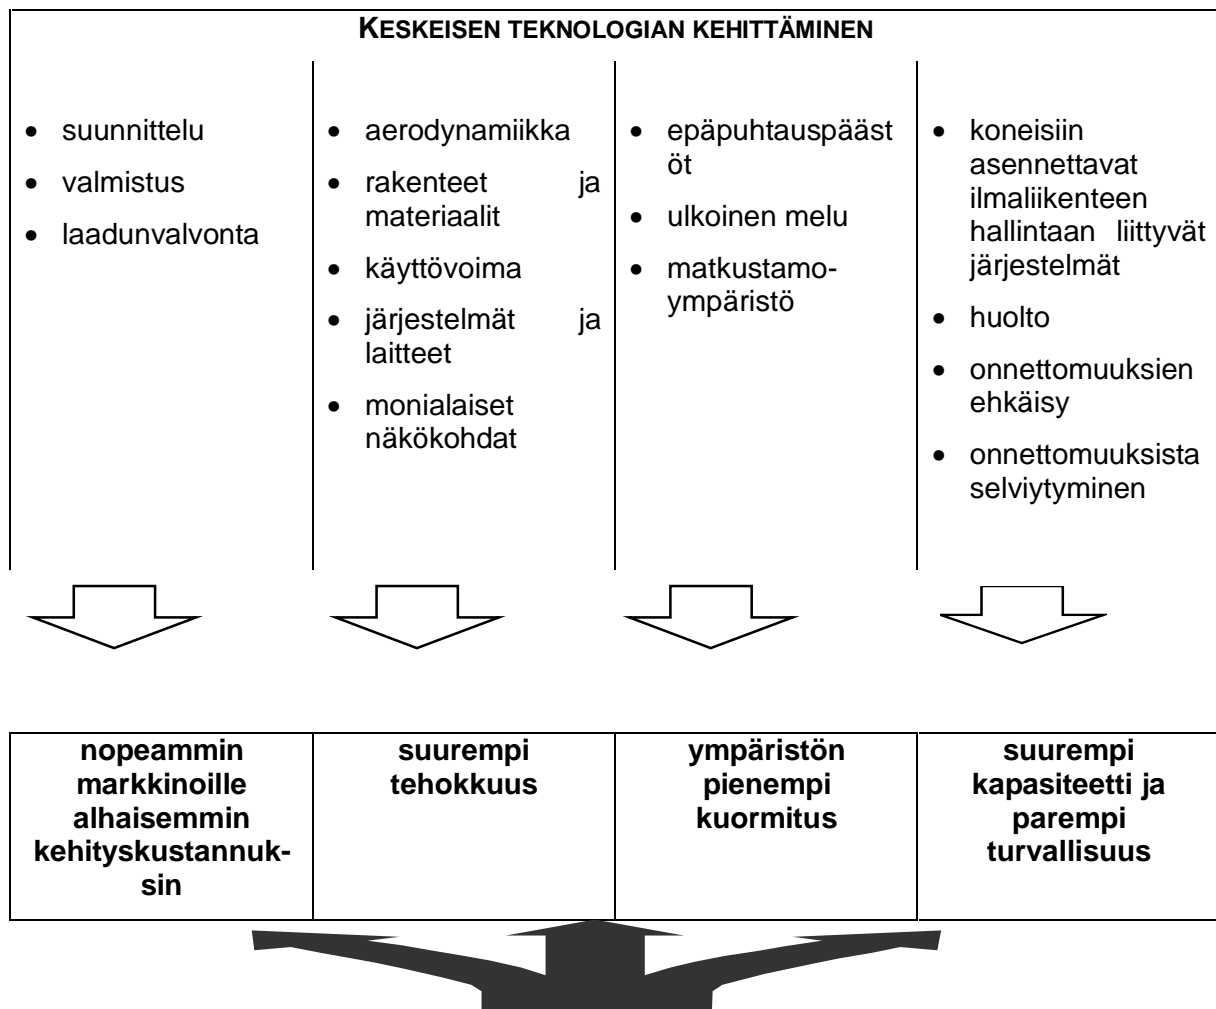 KESKEISEN TEKNOLOGIAN KEHITTÄMINEN
• suunnittelu
• valmistus
• laadunvalvonta
• aerodynamiikka
• rakenteet ja
materiaalit
• käyttövoima
• järjestelmät ja
laitteet
• monialaiset
näkökohdat
• epäpuhtauspääst
öt
• ulkoinen melu
• matkustamo-
ympäristö
• koneisiin
asennettavat
ilmaliikenteen
hallintaan liittyvät
järjestelmät
• huolto
• onnettomuuksien
ehkäisy
• onnettomuuksista
selviytyminen
nopeammin
markkinoille
alhaisemmin
kehityskustannuk-
sin
suurempi
tehokkuus
ympäristön
pienempi
kuormitus
suurempi
kapasiteetti ja
parempi
turvallisuus